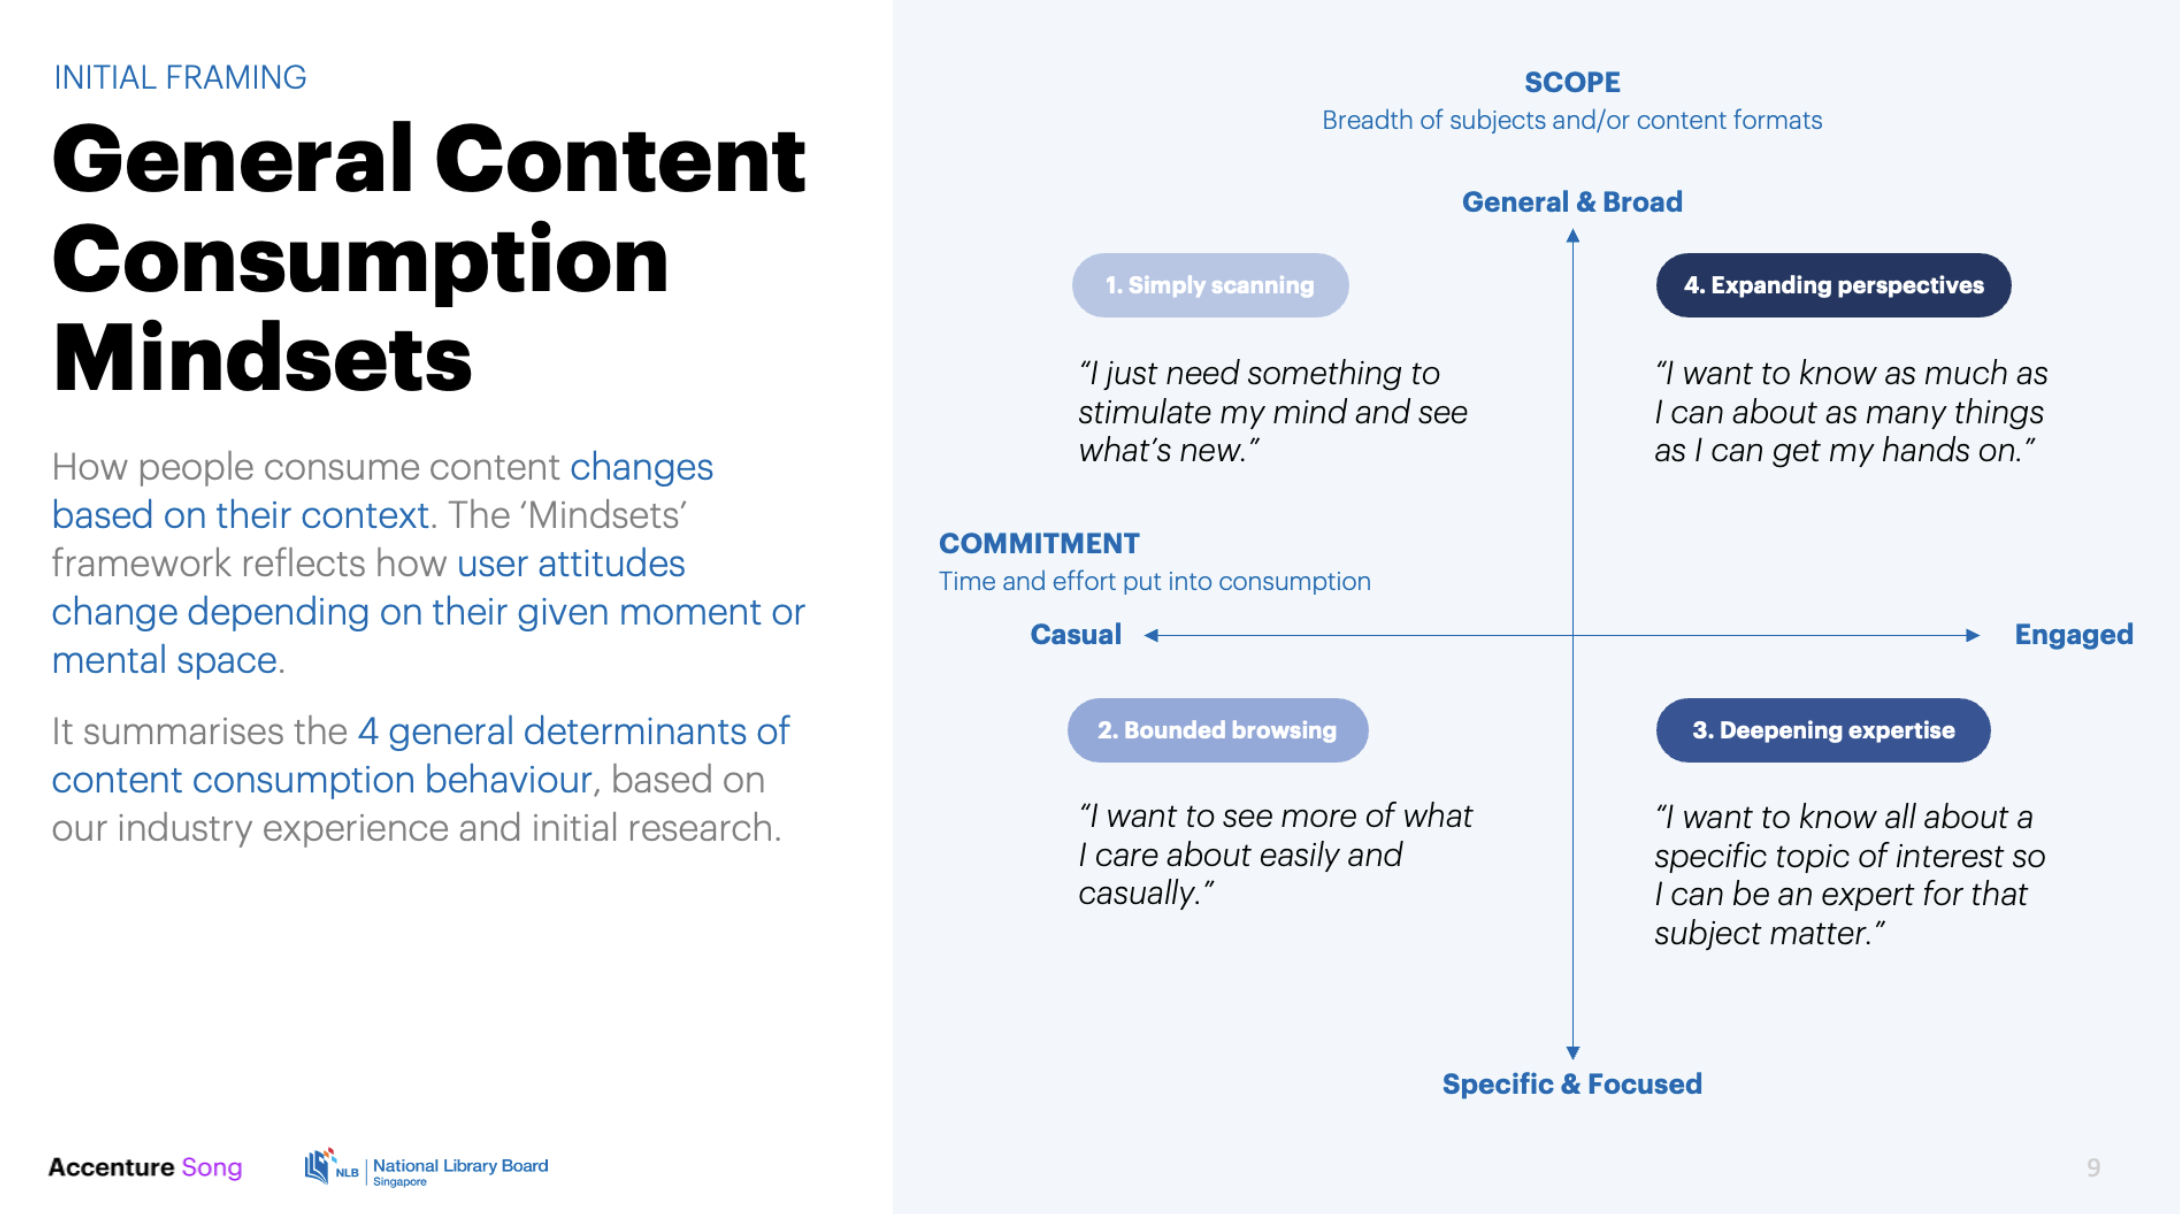 INITIAL FRAMING
General Content
Consumption
Mindsets
How people consume content changes
based on their context. The ‘Mindsets’
framework reflects how user attitudes
change depending on their given moment or
mental space.
It summarises the 4 general determinants of
content consumption behaviour, based on
our industry experience and initial research.
Accenture Song
NLB
National Library Board
Singapore
SCOPE
Breadth of subjects and/or content formats
General & Broad
1. Simply scanning
“I just need something to
stimulate my mind and see
what’s new.”
4. Expanding perspectives
“I want to know as much as
I can about as many things
as I can get my hands on.”
COMMITMENT
Time and effort put into consumption
Casual
Engaged
2. Bounded browsing
“I want to see more of what
I care about easily and
casually.”
3. Deepening expertise
“I want to know all about a
specific topic of interest so
I can be an expert for that
subject matter.”
Specific & Focused
9